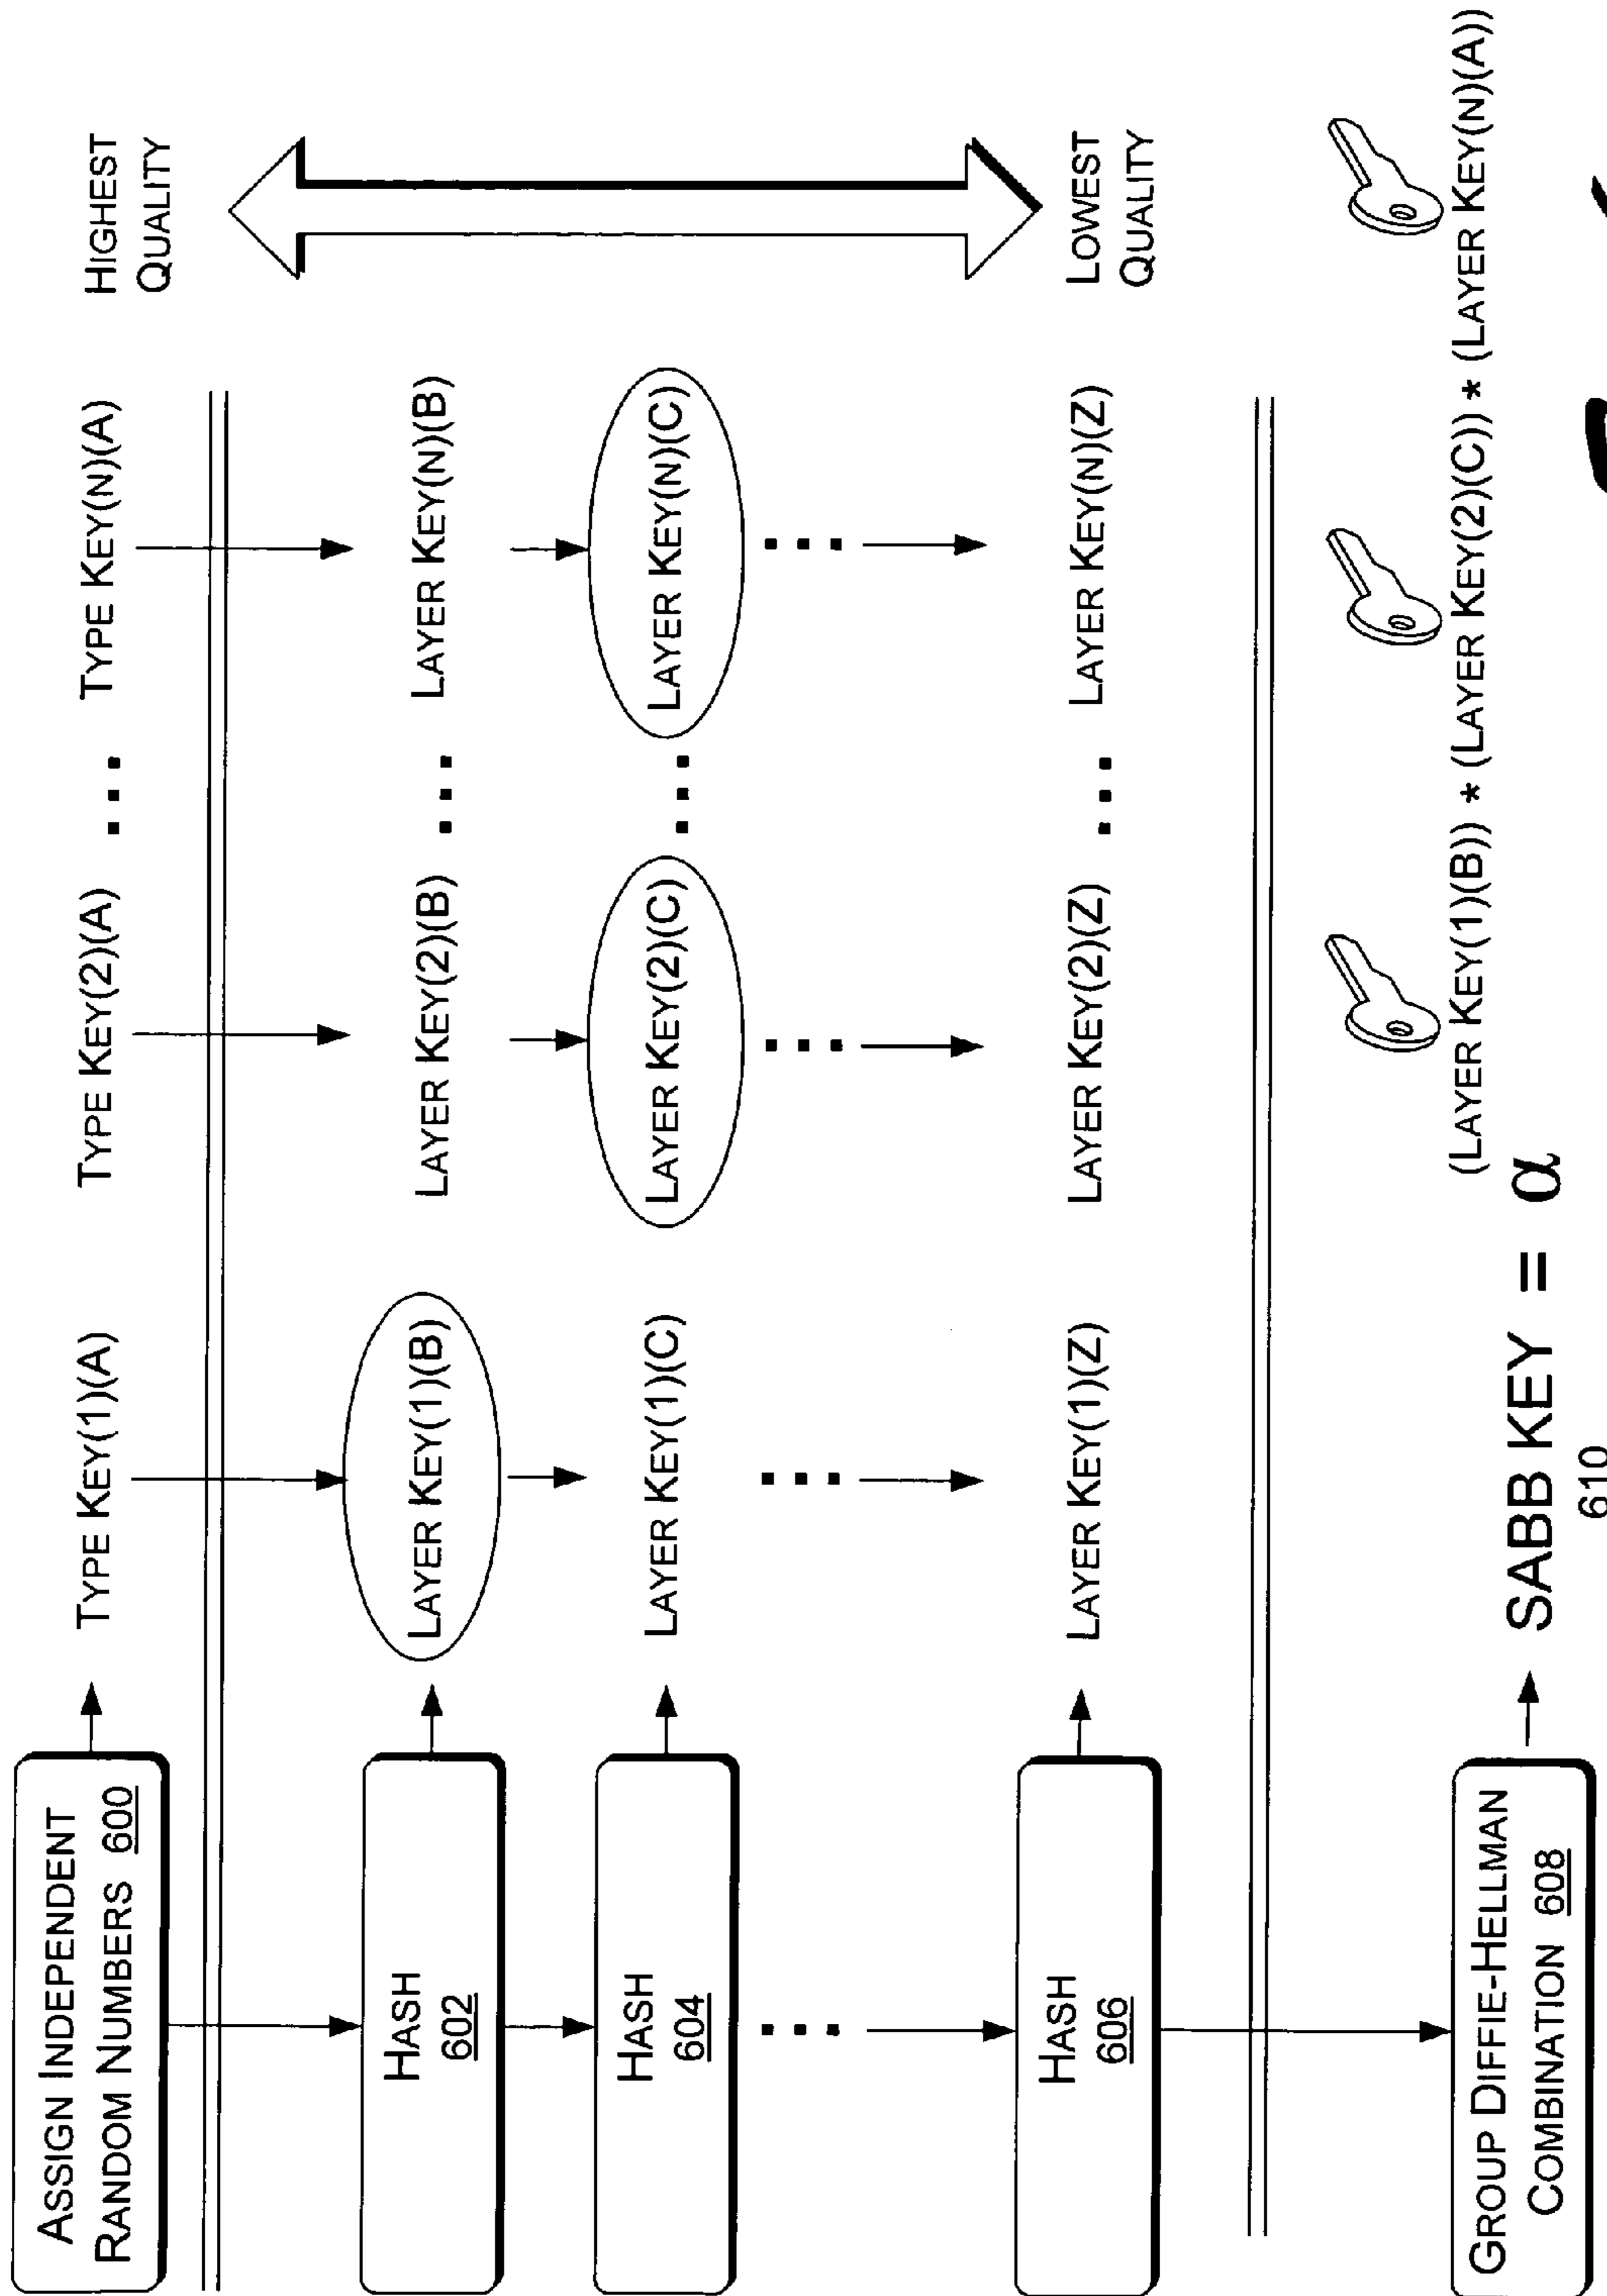 ASSIGN INDEPENDENT
RANDOM NUMBERS 600
TYPE KEY(1)(A)
TYPE KEY(2)(A)
...
TYPE KEY(N)(A)
HIGHEST
QUALITY
HASH
602
LAYER KEY(1)(B)
LAYER KEY(2)(B)
...
LAYER KEY(N)(B)
HASH
604
LAYER KEY(1)(C)
LAYER KEY(2)(C)
...
LAYER KEY(N)(C)
...
...
...
...
HASH
606
LAYER KEY(1)(Z)
LAYER KEY(2)(Z)
...
LAYER KEY(N)(Z)
LOWEST
QUALITY
GROUP DIFFIE-HELLMAN
COMBINATION 608
(LAYER KEY(1)(B)) * (LAYER KEY(2)(C)) * (LAYER KEY(N)(A))
SABB KEY = α
610